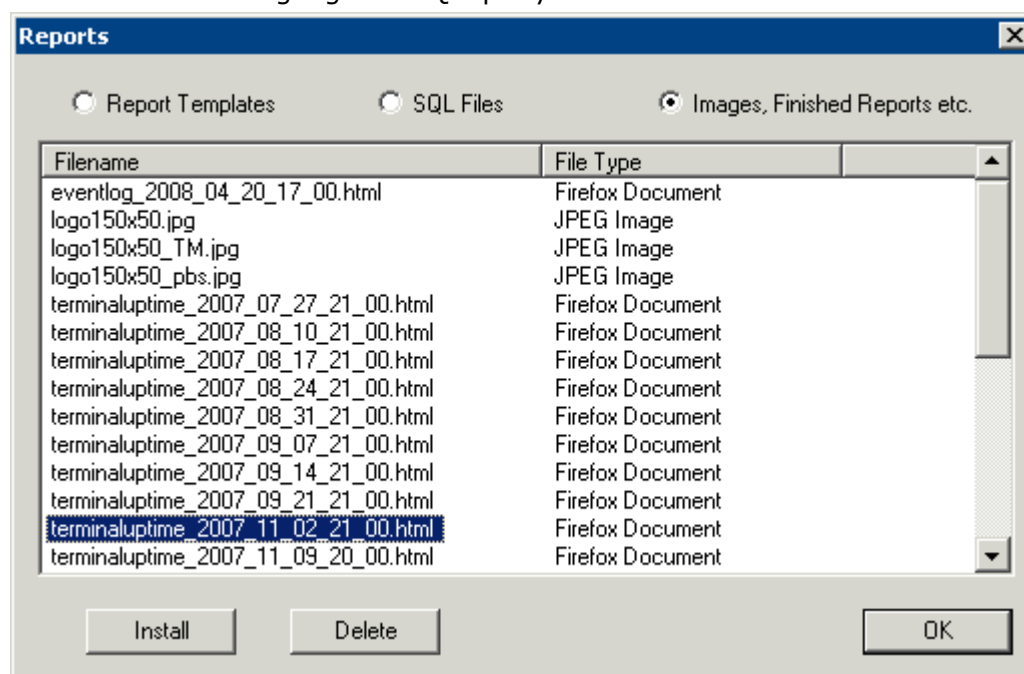 Reports
Report Templates SQL Files Images, Finished Reports etc.
Filename File Type
eventlog_2008_04_20_17_00.html Firefox Document
logo150x50.jpg JPEG Image
logo150x50_TM.jpg JPEG Image
logo150x50_pbs.jpg JPEG Image
terminaluptime_2007_07_27_21_00.html Firefox Document
terminaluptime_2007_08_10_21_00.html Firefox Document
terminaluptime_2007_08_17_21_00.html Firefox Document
terminaluptime_2007_08_24_21_00.html Firefox Document
terminaluptime_2007_08_31_21_00.html Firefox Document
terminaluptime_2007_09_07_21_00.html Firefox Document
terminaluptime_2007_09_14_21_00.html Firefox Document
terminaluptime_2007_09_21_21_00.html Firefox Document
terminaluptime_2007_11_02_21_00.html Firefox Document
terminaluptime_2007_11_09_20_00.html Firefox Document
Install Delete OK